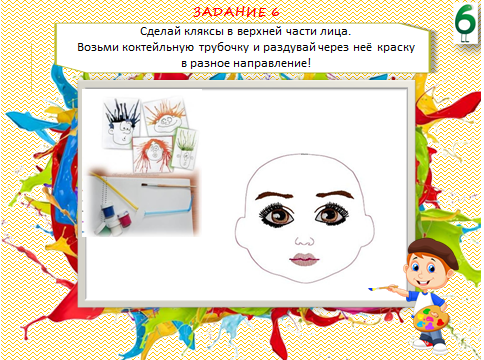 ЗАДАНИЕ 6
6
Сделай кляксы в верхней части лица.
Возьми коктейльную трубочку и раздувай через неё краску
в разное направление!